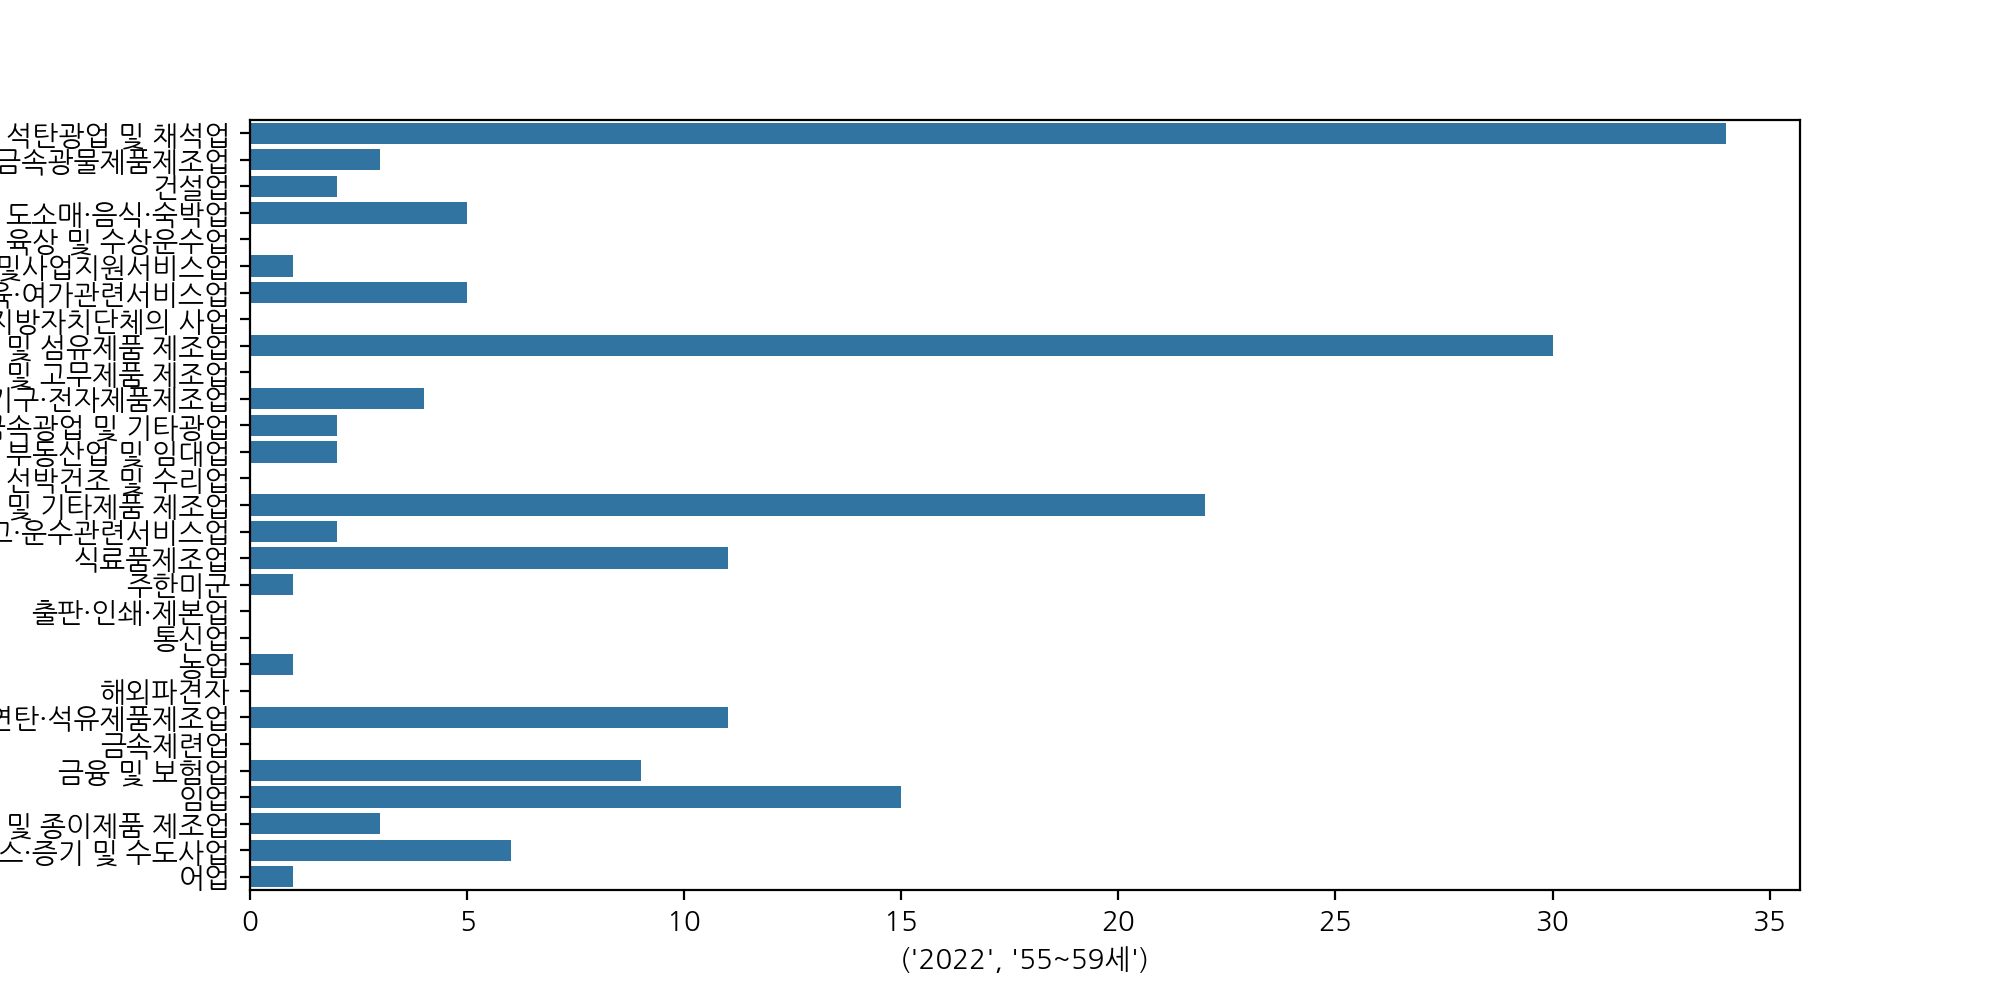 석탄광업 및 채석업
금속광물제품제조업
건설업
도소매·음식·숙박업
육상 및 수상운수업
및사업지원서비스업
·여가관련서비스업
지방자치단체의 사업
및 섬유제품 제조업
및 고무제품 제조업
기구·전자제품제조업
금속광업 및 기타광업
부동산업 및 임대업
선박건조 및 수리업
및 기타제품 제조업
·운수관련서비스업
식료품제조업
주한미군
출판·인쇄·제본업
통신업
농업
해외파견자
연탄·석유제품제조업
금속제련업
금융 및 보험업
임업
및 종이제품 제조업
스·증기 및 수도사업
어업
0 5 10 15 20 25 30 35
('2022', '55~59세')